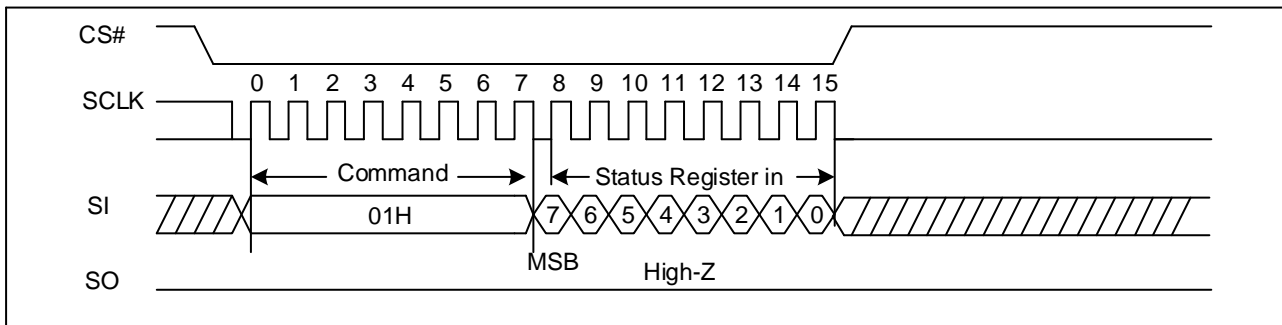 CS#
0 1 2 3 4 5 6 7 8 9 10 11 12 13 14 15
SCLK
Command Status Register in
SI 01H 7 6 5 4 3 2 1 0
MSB High-Z
SO